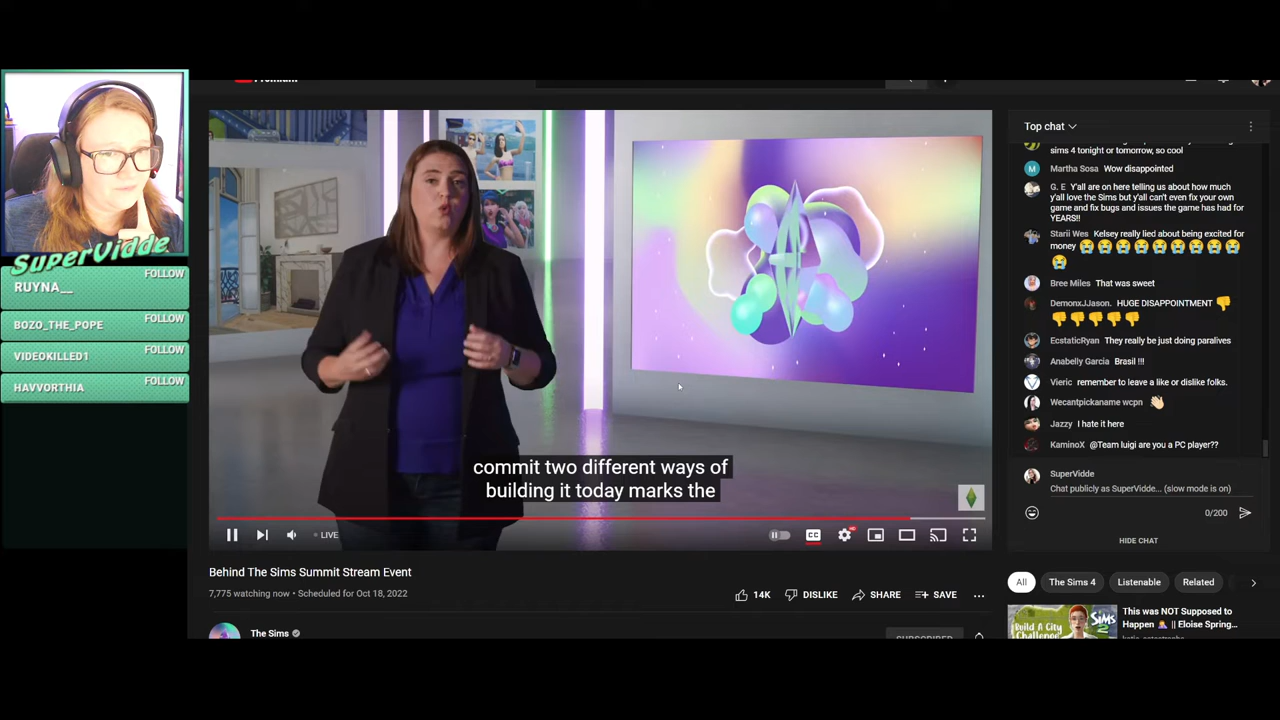 SuperVidde
FOLLOW
RUYNA__
FOLLOW
BOZO_THE_POPE
FOLLOW
VIDEOKILLED1
FOLLOW
HAVVORTHIA
commit two different ways of
building it today marks the
LIVE
CC
HD
Behind The Sims Summit Stream Event
7,775 watching now • Scheduled for Oct 18, 2022
14K
DISLIKE
SHARE
SAVE
The Sims
Top chat
sims 4 tonight or tomorrow, so cool
Martha Sosa Wow disappointed
G. E Y'all are on here telling us about how much
y'all love the Sims but y'all can't even fix your own
game and fix bugs and issues the game has had for
YEARS!!
Starii Wes Kelsey really lied about being excited for
money 😭😭😭😭😭😭😭😭
😭
Bree Miles That was sweet
DemonxJJason. HUGE DISAPPOINTMENT 👎
👎👎👎👎👎
EcstaticRyan They really be just doing paralives
Anabelly Garcia Brasil !!!
Vieric remember to leave a like or dislike folks.
Wecantpickaname wcpn 👏🏻
Jazzy I hate it here
KaminoX @Team luigi are you a PC player??
SuperVidde
Chat publicly as SuperVidde... (slow mode is on)
0/200
HIDE CHAT
All
The Sims 4
Listenable
Related
This was NOT Supposed to
Happen 🤦‍♀️ || Eloise Spring...
Build A City
Challenge
SIMS
2